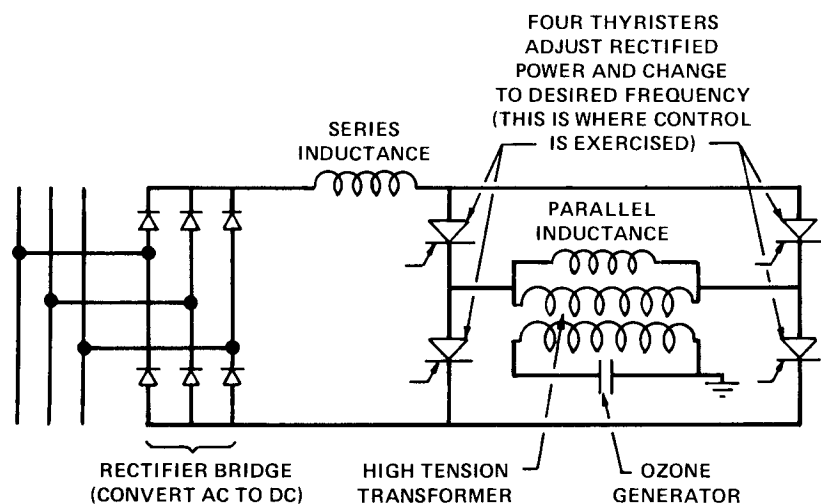 FOUR THYRISTERS
ADJUST RECTIFIED
POWER AND CHANGE
TO DESIRED FREQUENCY
(THIS IS WHERE CONTROL
IS EXERCISED)
SERIES
INDUCTANCE
PARALLEL
INDUCTANCE
RECTIFIER BRIDGE
(CONVERT AC TO DC)
HIGH TENSION
TRANSFORMER
OZONE
GENERATOR